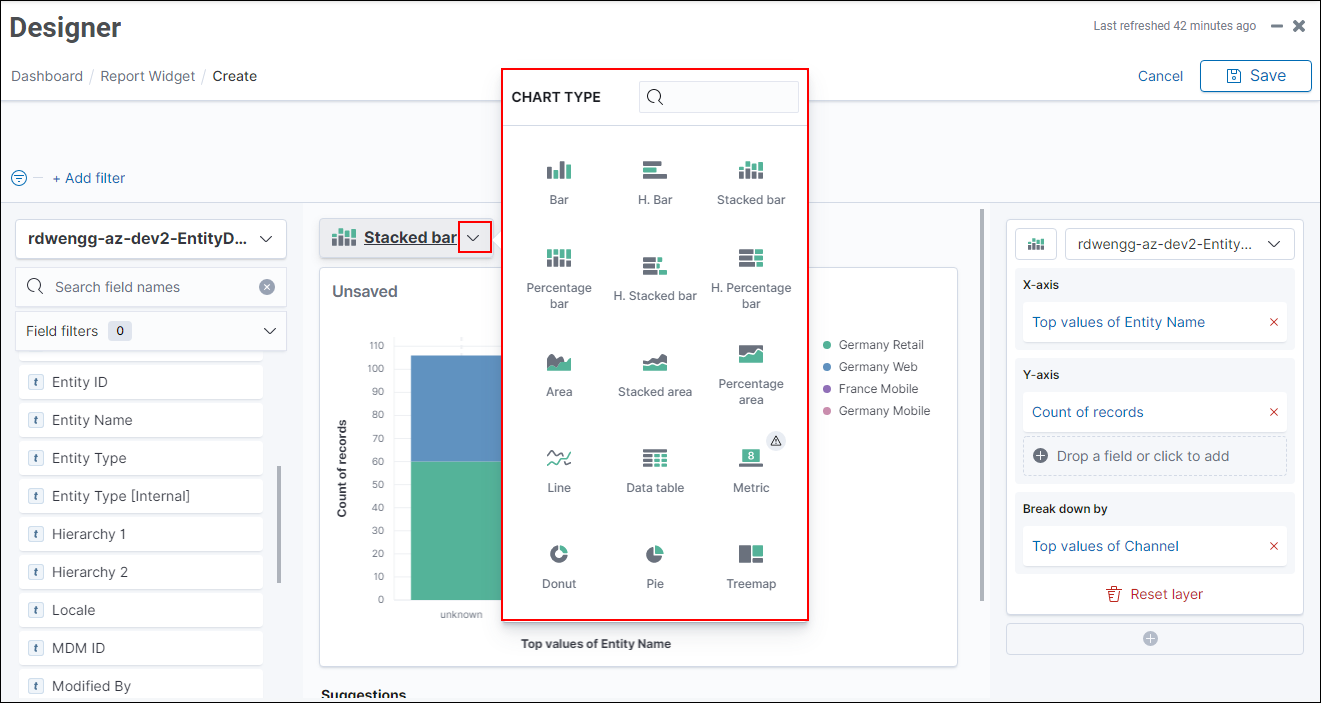 Designer
Last refreshed 42 minutes ago
Dashboard / Report Widget / Create
Cancel
Save
+ Add filter
rdwengg-az-dev2-EntityD...
Search field names
Field filters 0
t Entity ID
t Entity Name
t Entity Type
t Entity Type [Internal]
t Hierarchy 1
t Hierarchy 2
t Locale
t MDM ID
t Modified By
Stacked bar
Unsaved
Count of records
110
100
90
80
70
60
50
40
30
20
10
0
unknown
Top values of Entity Name
Germany Retail
Germany Web
France Mobile
Germany Mobile
Suggestions
CHART TYPE
Bar
H. Bar
Stacked bar
Percentage
bar
H. Stacked bar
H. Percentage
bar
Area
Stacked area
Percentage
area
Line
Data table
8
Metric
Donut
Pie
Treemap
rdwengg-az-dev2-Entity...
X-axis
Top values of Entity Name
Y-axis
Count of records
Drop a field or click to add
Break down by
Top values of Channel
Reset layer